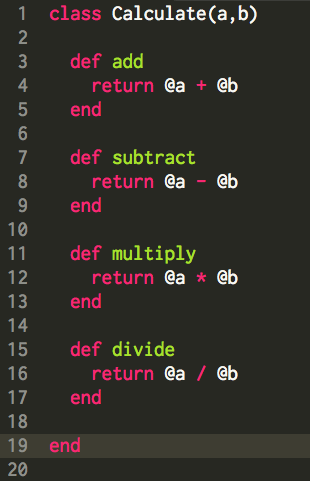 1 class Calculate(a,b)
2
3   def add
4     return @a + @b
5   end
6
7   def subtract
8     return @a - @b
9   end
10
11   def multiply
12     return @a * @b
13   end
14
15   def divide
16     return @a / @b
17   end
18
19 end
20